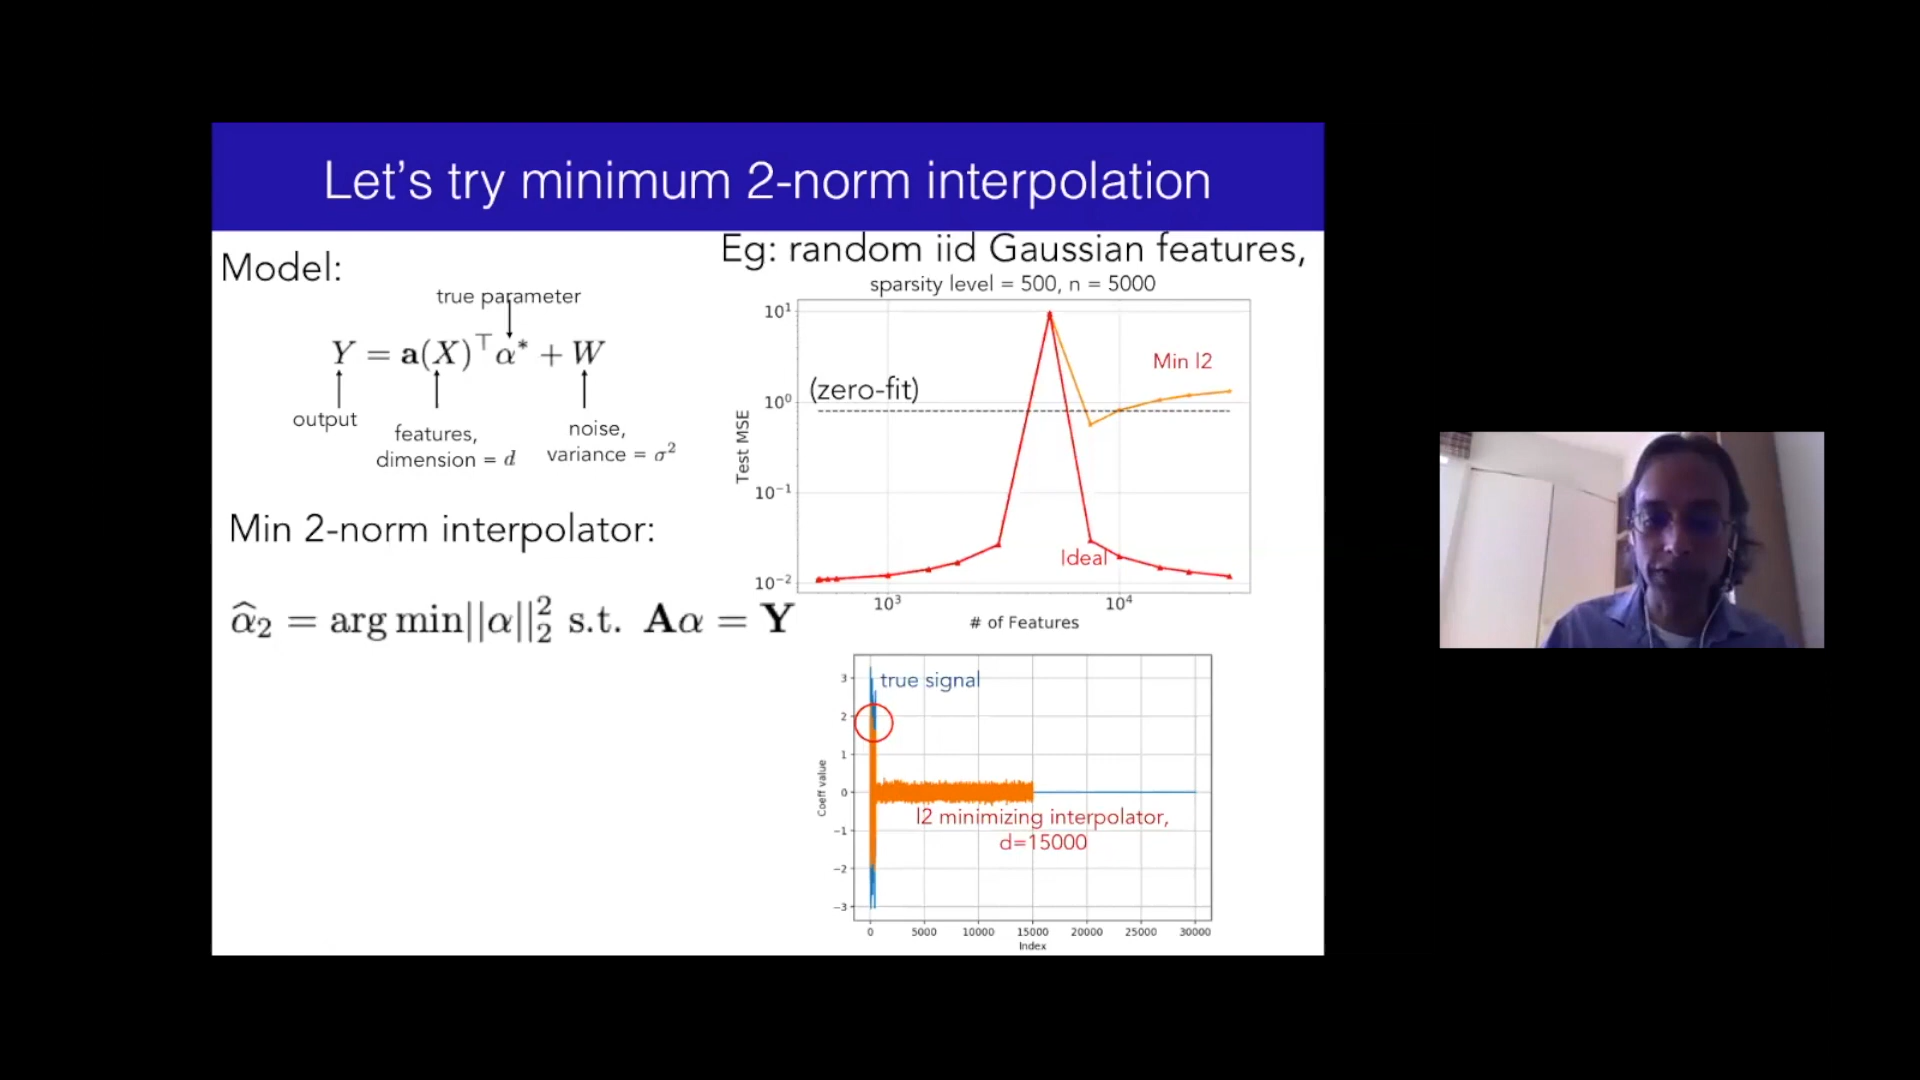 Let's try minimum 2-norm interpolation
Model:
true parameter
Y = a(X)^⊤ α* + W
output
features,
dimension = d
noise,
variance = σ²
Min 2-norm interpolator:
α̂₂ = arg min||α||₂² s.t. Aα = Y
Eg: random iid Gaussian features,
sparsity level = 500, n = 5000
10¹
10⁰
10⁻¹
10⁻²
Test MSE
(zero-fit)
Min l2
Ideal
10³ 10⁴
# of Features
3
2
1
0
−1
−2
−3
Coeff value
true signal
l2 minimizing interpolator,
d=15000
0 5000 10000 15000 20000 25000 30000
Index